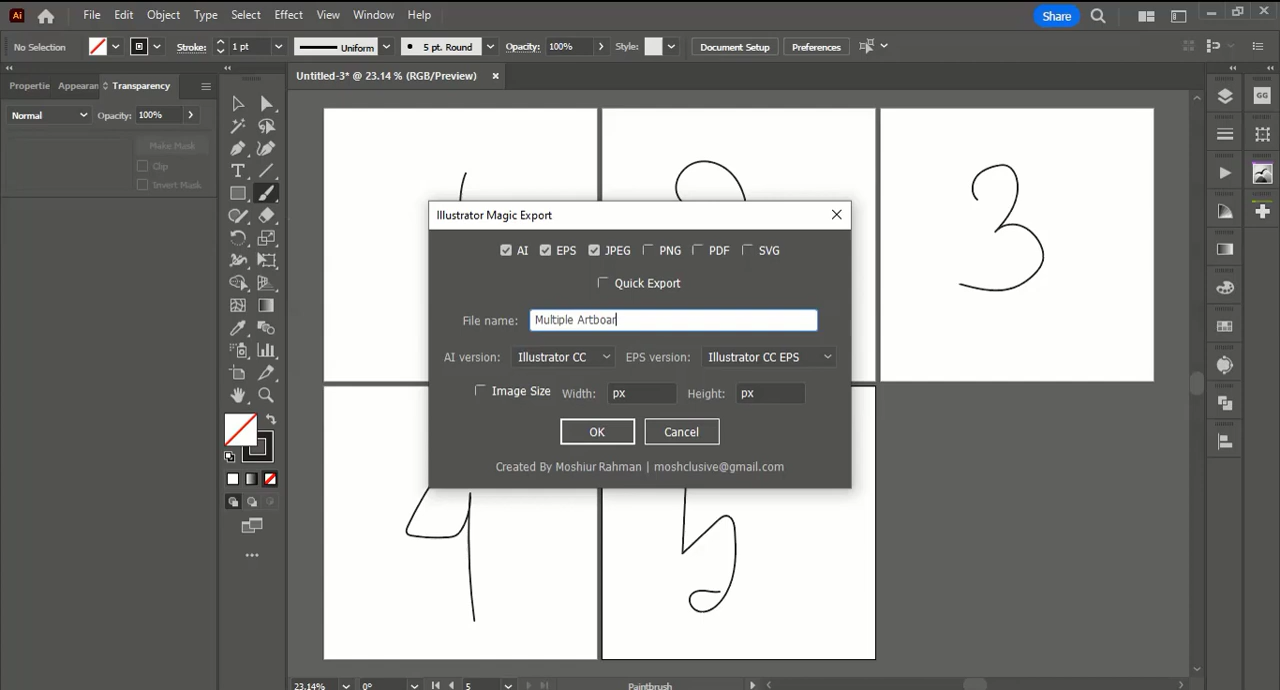 Ai File Edit Object Type Select Effect View Window Help Share
No Selection Stroke: 1 pt Uniform 5 pt. Round Opacity: 100% Style: Document Setup Preferences
Untitled-3* @ 23.14 % (RGB/Preview)
Propertie Appearan Transparency
Normal Opacity: 100%
Make Mask
Clip
Invert Mask
GG
Illustrator Magic Export
AI EPS JPEG PNG PDF SVG
Quick Export
File name: Multiple Artboar
AI version: Illustrator CC EPS version: Illustrator CC EPS
Image Size Width: px Height: px
OK Cancel
Created By Moshiur Rahman | moshclusive@gmail.com
3
4 5
23.14% 0° 5 Paintbrush